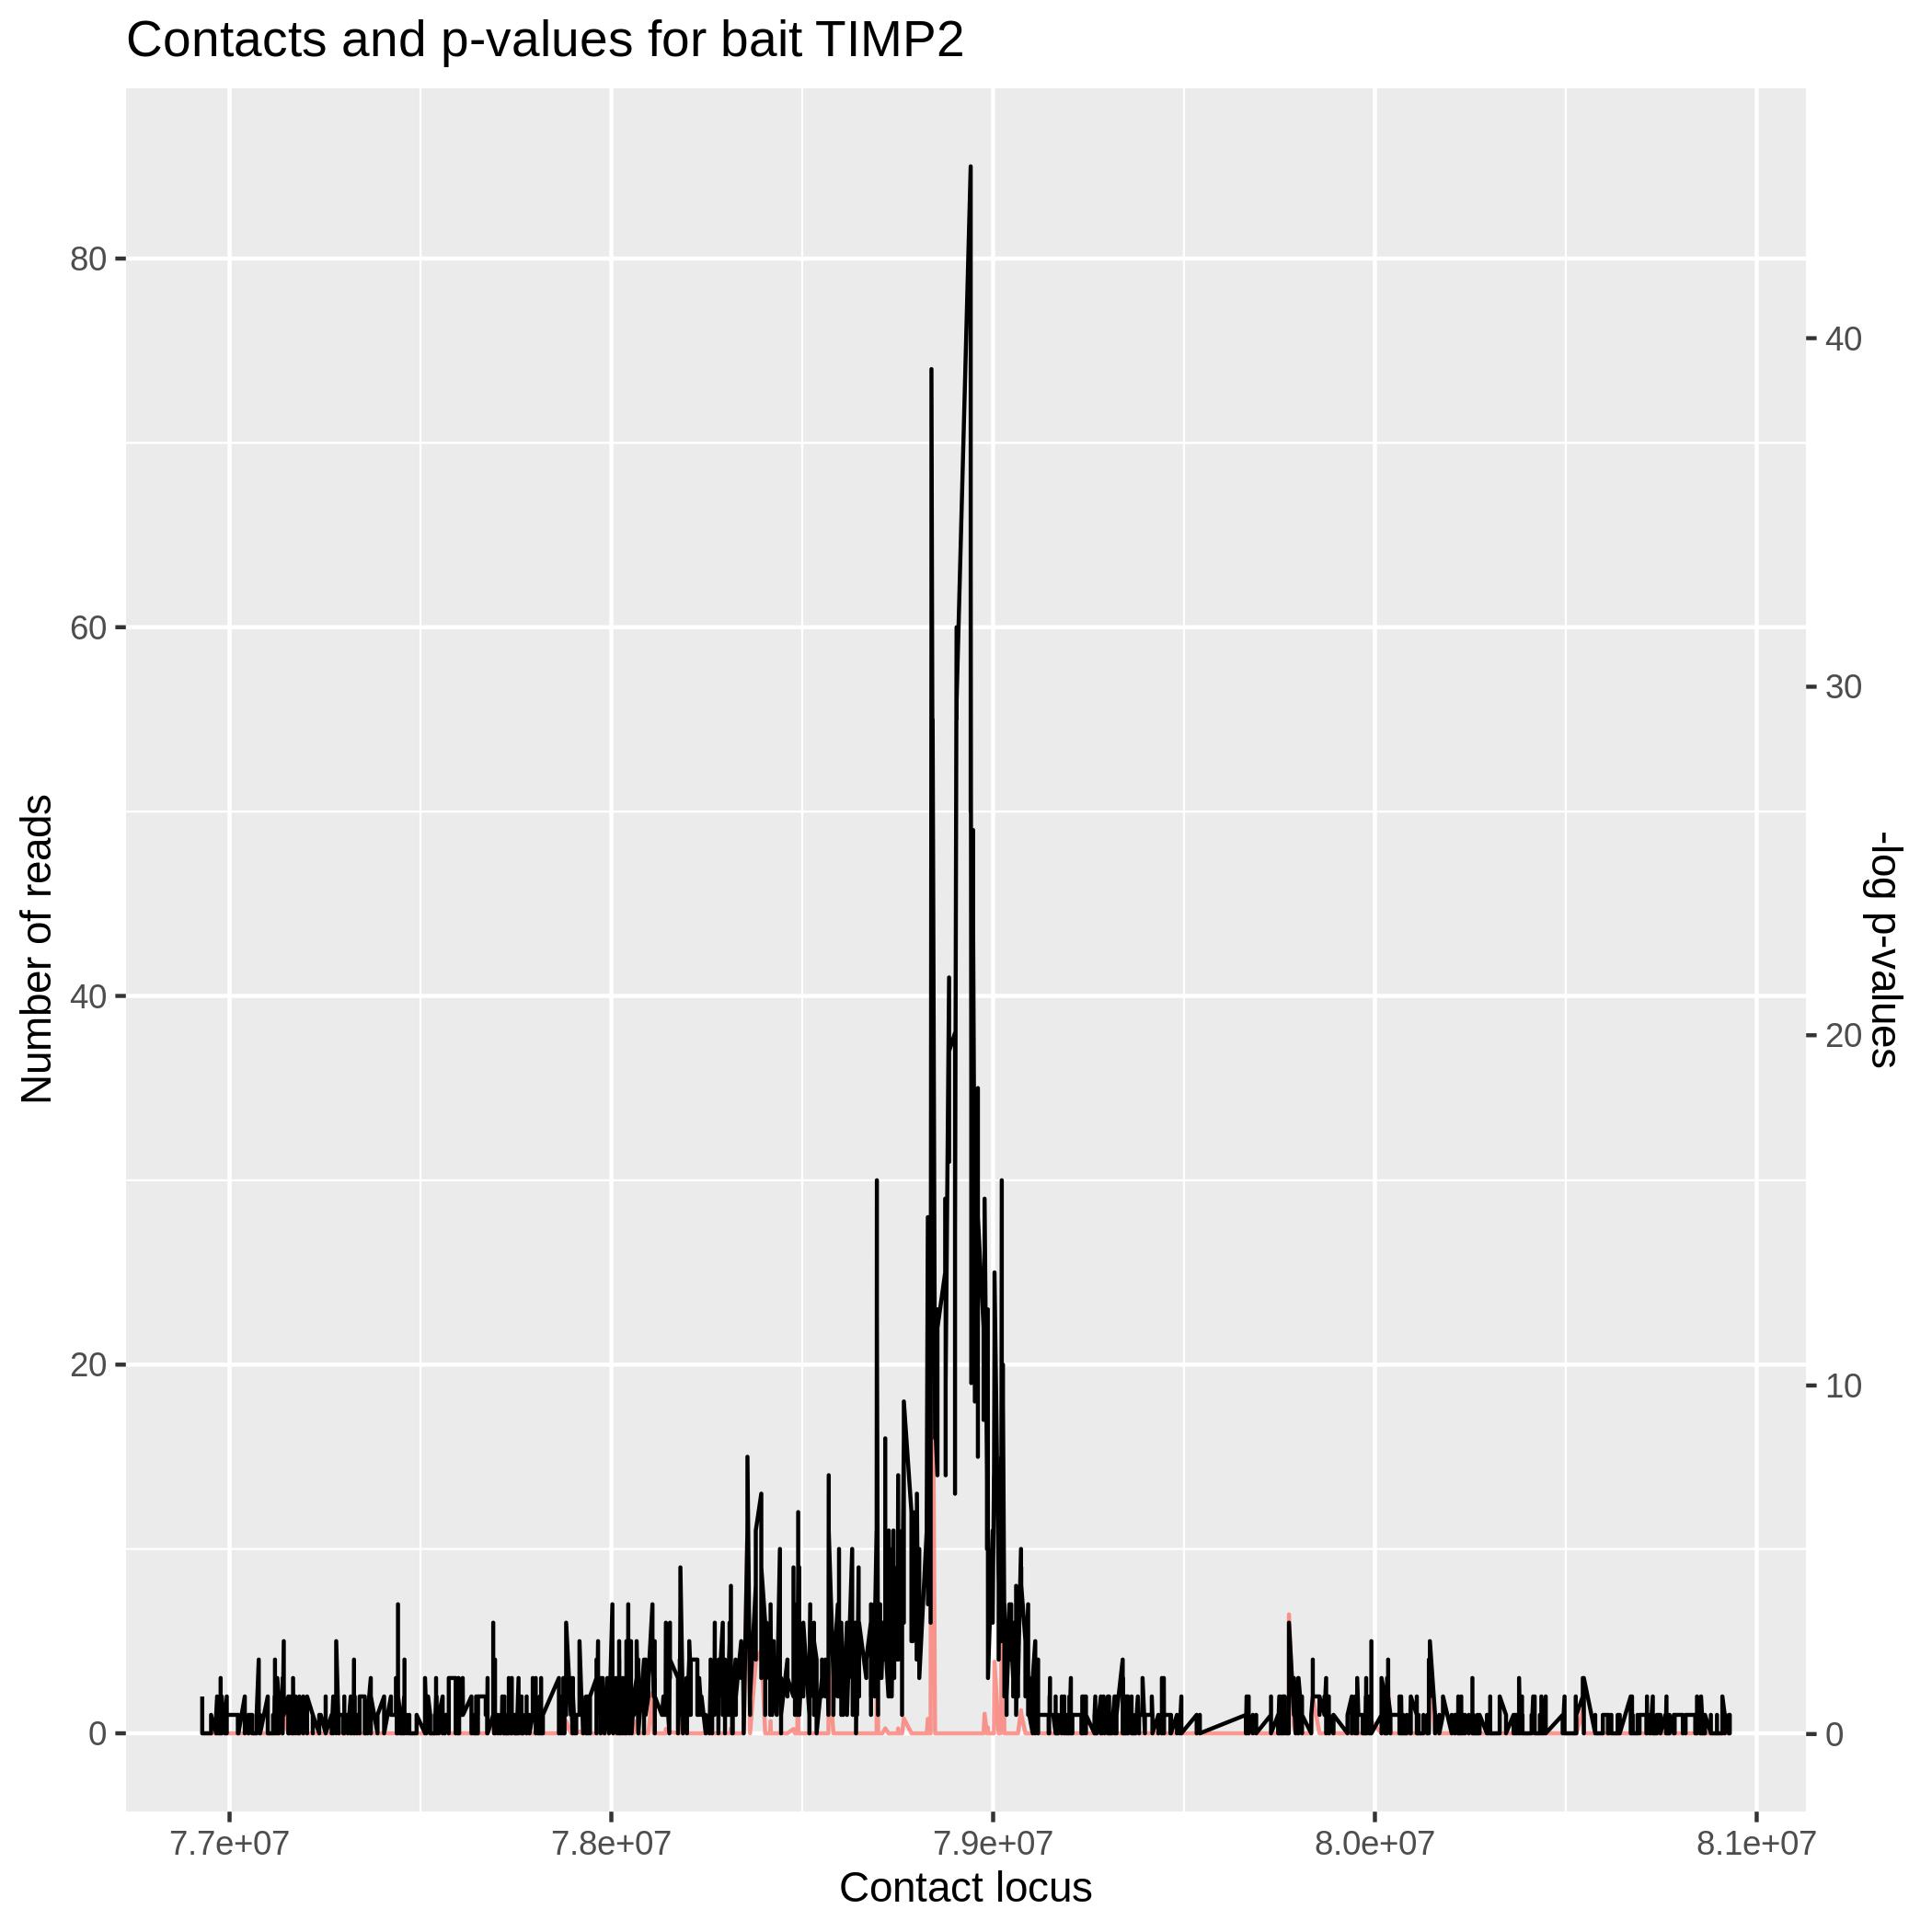 Contacts and p-values for bait TIMP2
80
60
40
20
0
Number of reads
40
30
20
10
0
-log p-values
7.7e+07
7.8e+07
7.9e+07
8.0e+07
8.1e+07
Contact locus